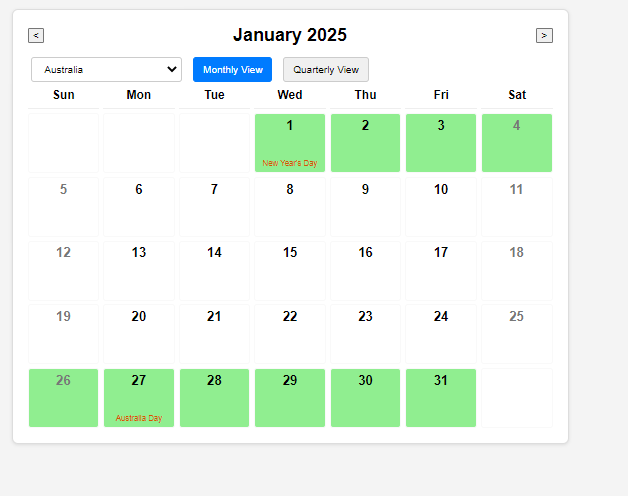 < January 2025 >
Australia Monthly View Quarterly View
Sun Mon Tue Wed Thu Fri Sat
1 2 3 4
New Year's Day
5 6 7 8 9 10 11
12 13 14 15 16 17 18
19 20 21 22 23 24 25
26 27 28 29 30 31
Australia Day